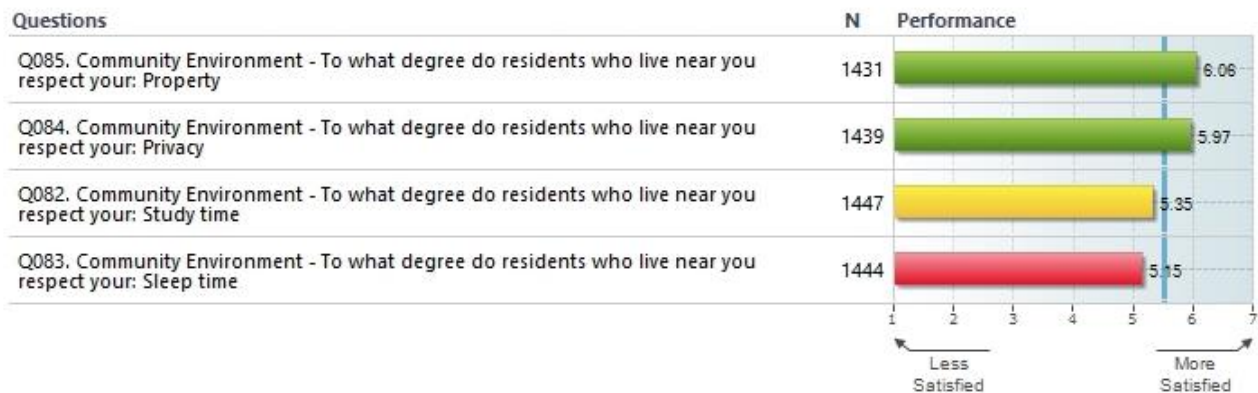 Questions N Performance
Q085. Community Environment - To what degree do residents who live near you
respect your: Property
1431 6.06
Q084. Community Environment - To what degree do residents who live near you
respect your: Privacy
1439 5.97
Q082. Community Environment - To what degree do residents who live near you
respect your: Study time
1447 5.35
Q083. Community Environment - To what degree do residents who live near you
respect your: Sleep time
1444 5.15
1 2 3 4 5 6 7
Less More
Satisfied Satisfied